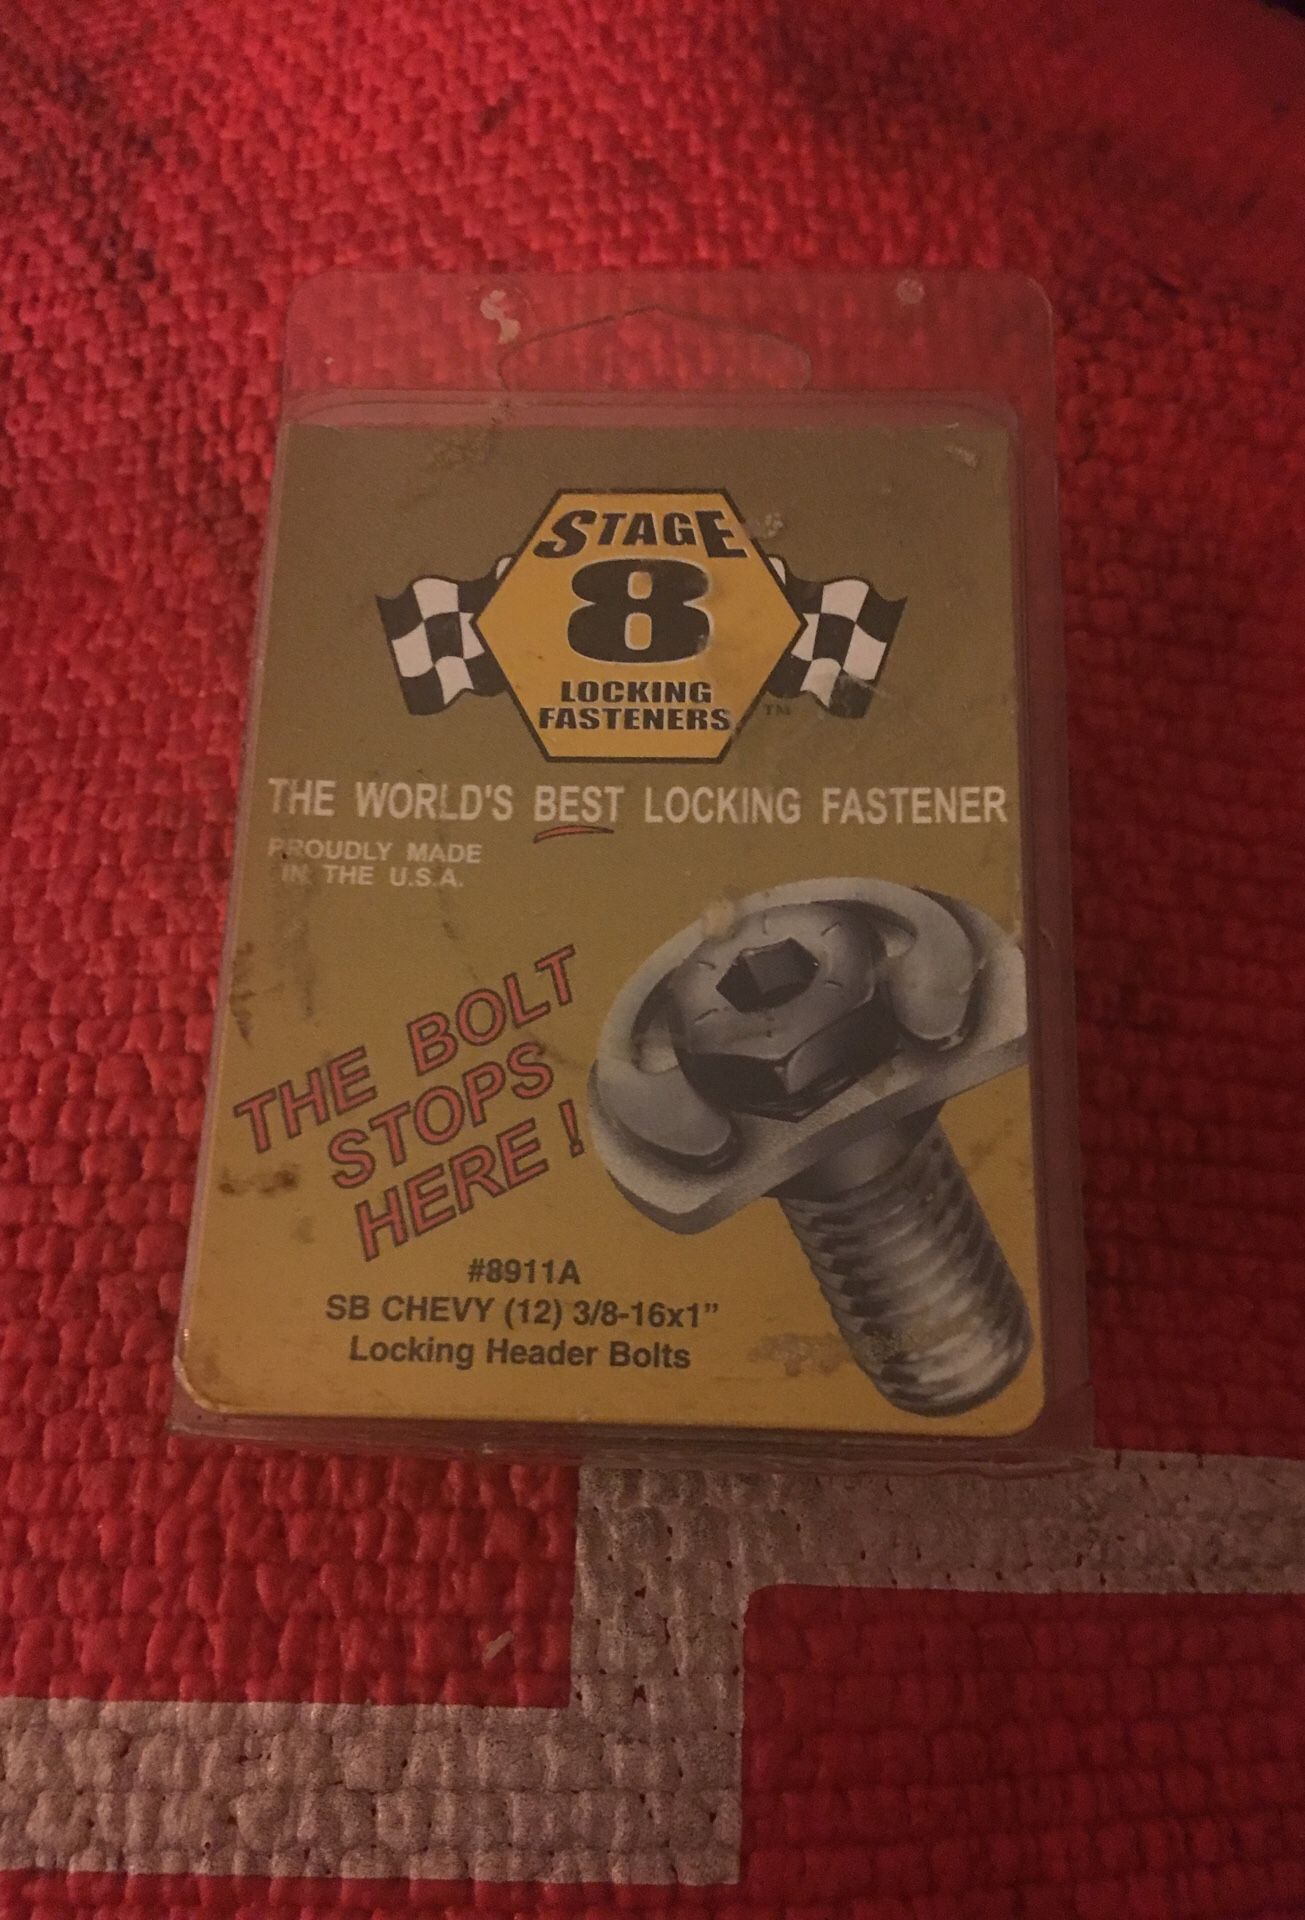 STAGE
8
LOCKING
FASTENERS
TM
THE WORLD'S BEST LOCKING FASTENER
PROUDLY MADE
IN THE U.S.A.
THE BOLT
STOPS
HERE!
#8911A
SB CHEVY (12) 3/8-16x1”
Locking Header Bolts